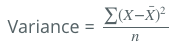 Variance = ∑(X−X̄)² / n